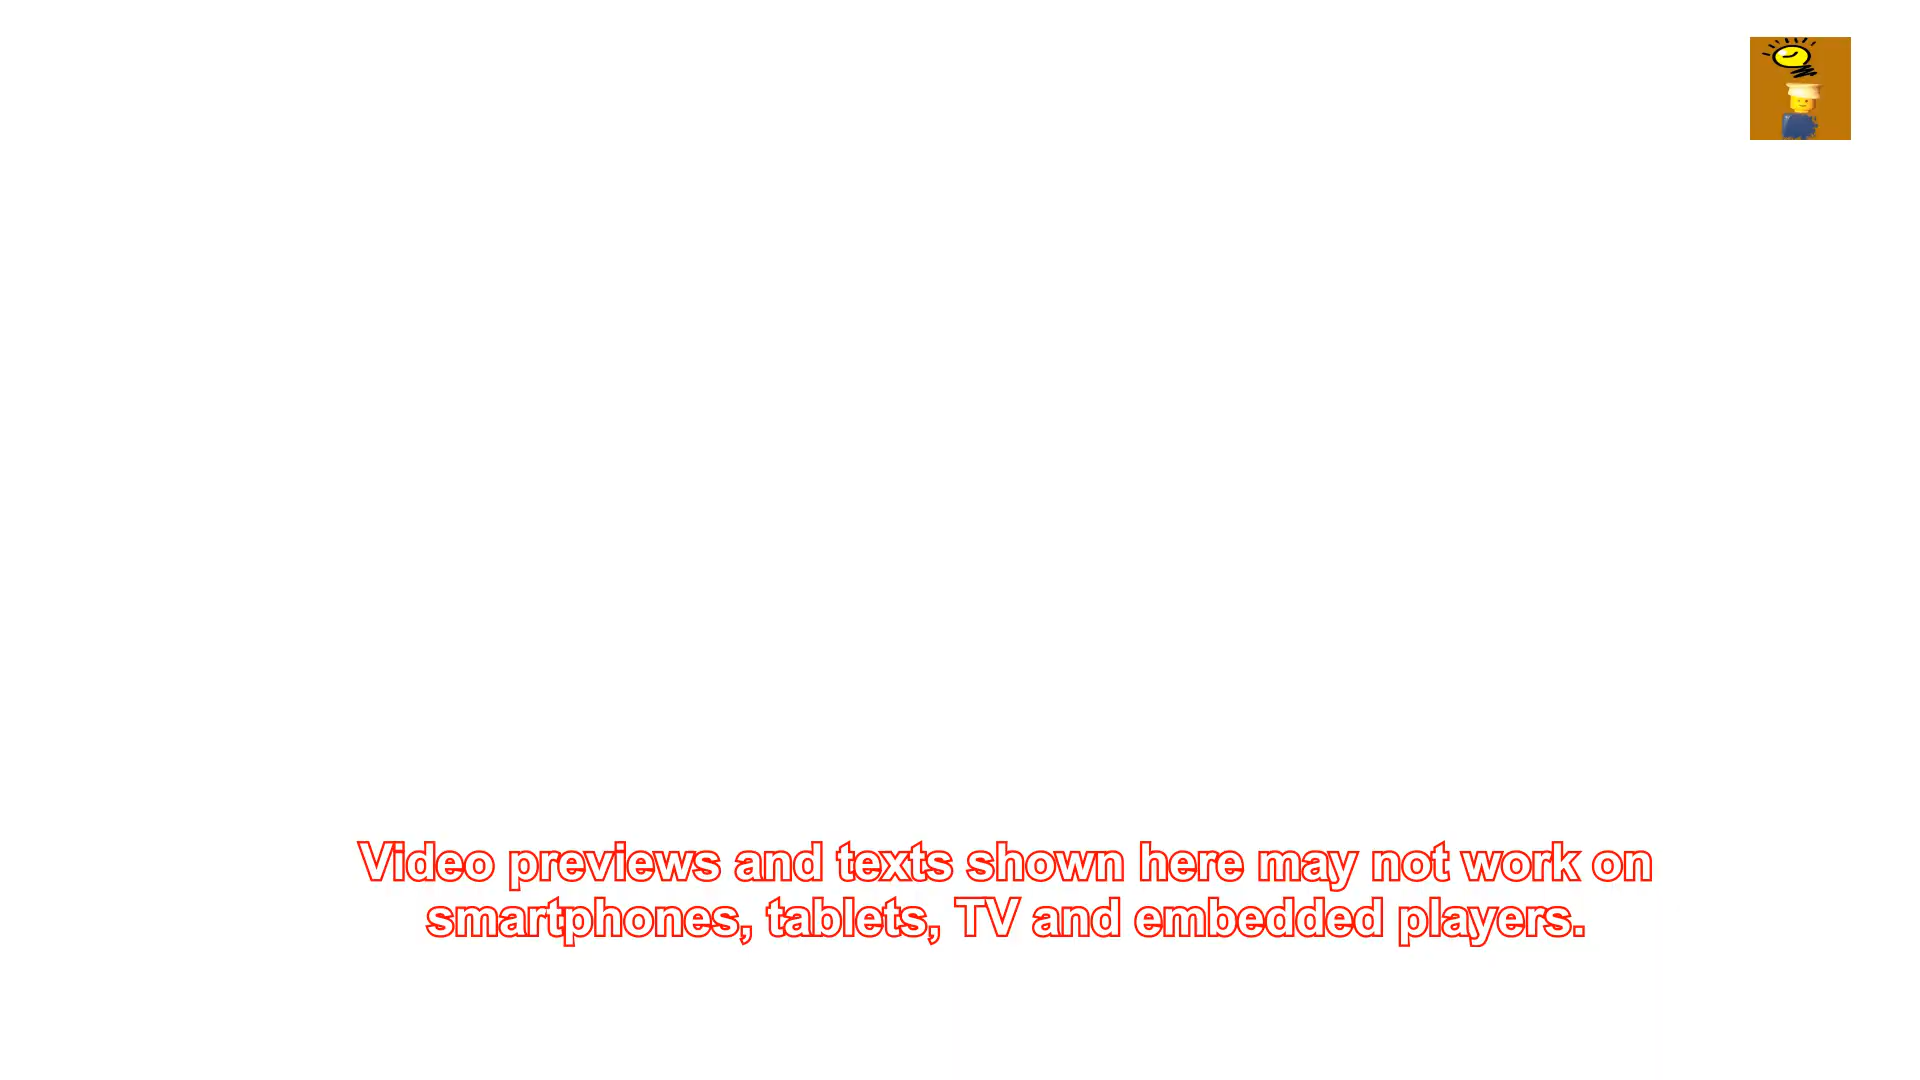 Video previews and texts shown here may not work on
smartphones, tablets, TV and embedded players.